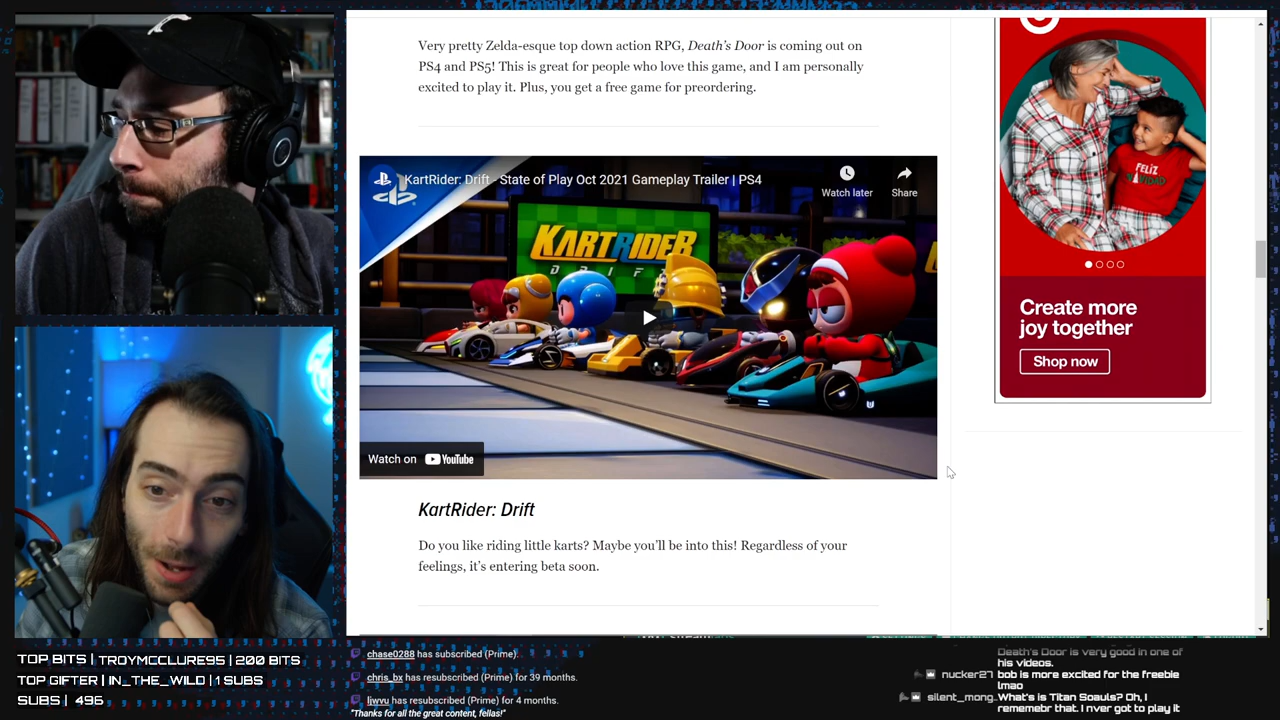 Very pretty Zelda-esque top down action RPG, Death's Door is coming out on
PS4 and PS5! This is great for people who love this game, and I am personally
excited to play it. Plus, you get a free game for preordering.
KartRider: Drift - State of Play Oct 2021 Gameplay Trailer | PS4
Watch later
Share
KARTRIDER
DRIFT
Watch on YouTube
KartRider: Drift
Do you like riding little karts? Maybe you'll be into this! Regardless of your
feelings, it's entering beta soon.
FELIZ
NAVIDAD
Create more
joy together
Shop now
TOP BITS | TROYMCCLURE95 | 200 BITS
TOP GIFTER | IN_THE_WILD | 1 SUBS
SUBS | 496
chase0288 has subscribed (Prime).
chris_bx has resubscribed (Prime) for 39 months.
has resubscribed (Prime) for 4 months.
"Thanks for all the great content, fellas!"
Death's Door is very good in one of
his videos.
nucker27 bob is more excited for the freebie
lmao
silent_mong.. What's is Titan Soauls? Oh, I
rememebr that. I nver got to play it